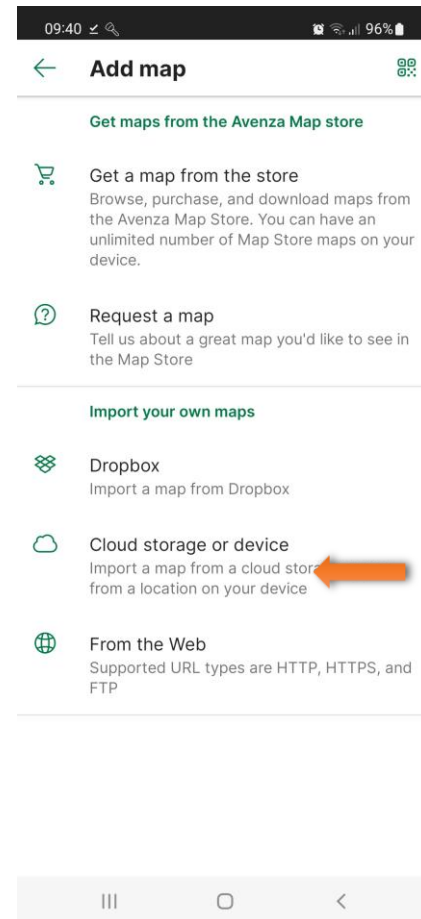 09:40 96%
Add map
Get maps from the Avenza Map store
Get a map from the store
Browse, purchase, and download maps from
the Avenza Map Store. You can have an
unlimited number of Map Store maps on your
device.
Request a map
Tell us about a great map you'd like to see in
the Map Store
Import your own maps
Dropbox
Import a map from Dropbox
Cloud storage or device
Import a map from a cloud
from a location on your device
From the Web
Supported URL types are HTTP, HTTPS, and
FTP